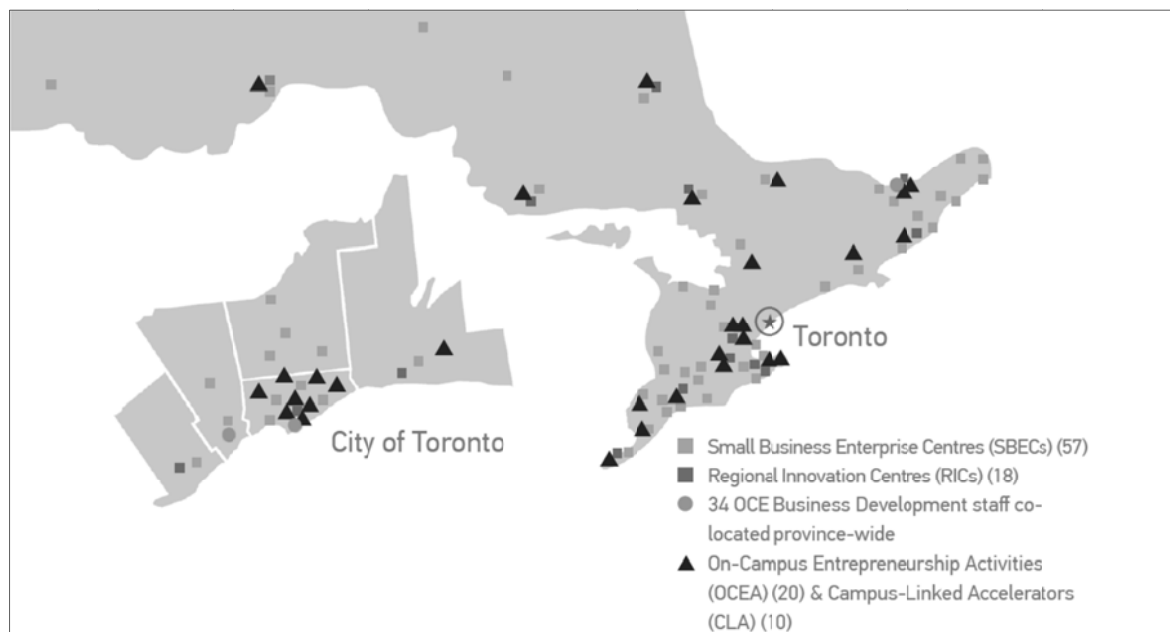 Toronto
City of Toronto
Small Business Enterprise Centres (SBECs) (57)
Regional Innovation Centres (RICs) (18)
34 OCE Business Development staff co-
located province-wide
On-Campus Entrepreneurship Activities
(OCEA) (20) & Campus-Linked Accelerators
(CLA) (10)